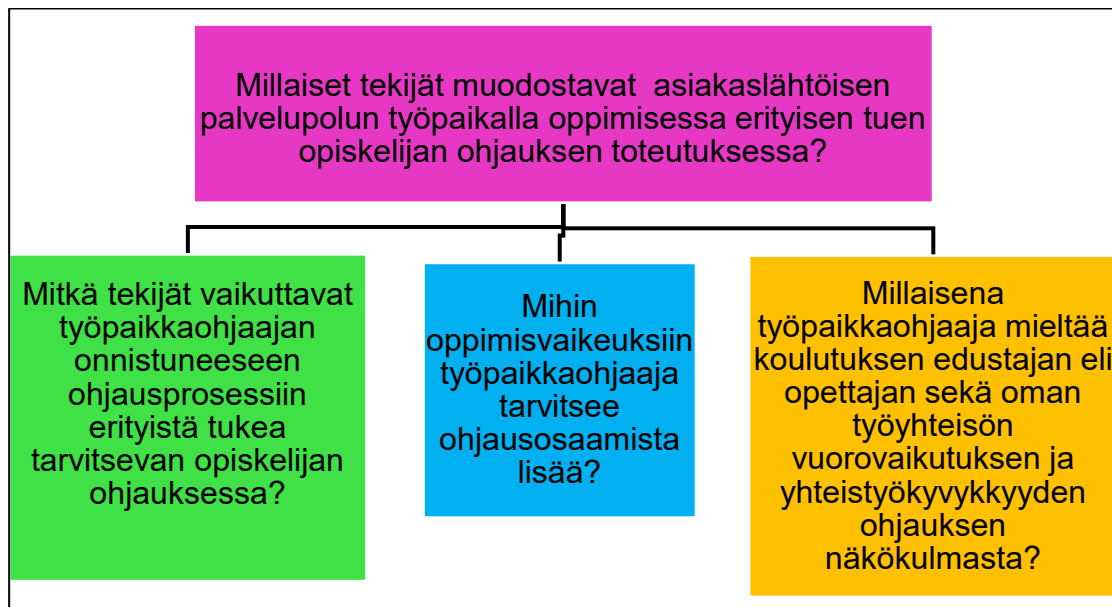 Millaiset tekijät muodostavat asiakaslähtöisen
palvelupolun työpaikalla oppimisessa erityisen tuen
opiskelijan ohjauksen toteutuksessa?
Mitkä tekijät vaikuttavat
työpaikkaohjaajan
onnistuneeseen
ohjausprosessiin
erityistä tukea
tarvitsevan opiskelijan
ohjauksessa?
Mihin
oppimisvaikeuksiin
työpaikkaohjaaja
tarvitsee
ohjausosaamista
lisää?
Millaisena
työpaikkaohjaaja mieltää
koulutuksen edustajan eli
opettajan sekä oman
työyhteisön
vuorovaikutuksen ja
yhteistyökyvykkyyden
ohjauksen
näkökulmasta?